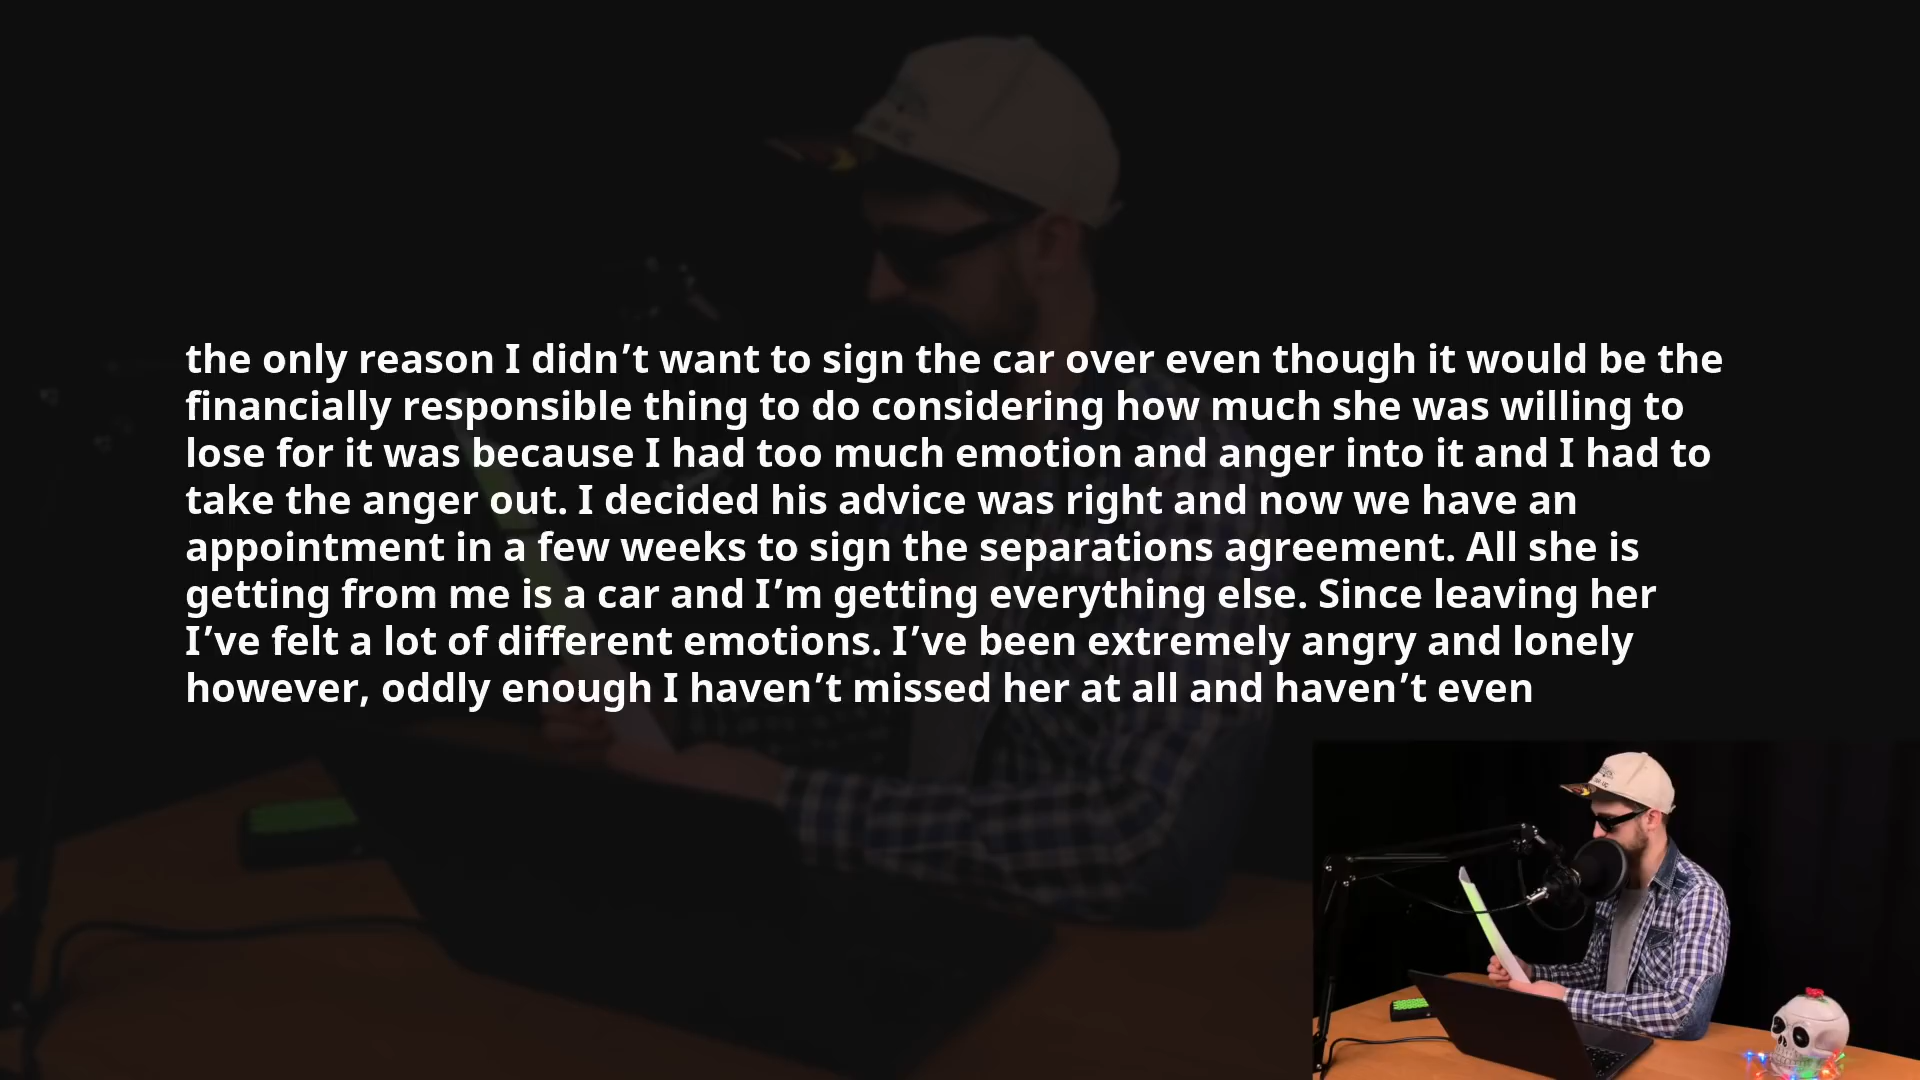 the only reason I didn’t want to sign the car over even though it would be the
financially responsible thing to do considering how much she was willing to
lose for it was because I had too much emotion and anger into it and I had to
take the anger out. I decided his advice was right and now we have an
appointment in a few weeks to sign the separations agreement. All she is
getting from me is a car and I’m getting everything else. Since leaving her
I’ve felt a lot of different emotions. I’ve been extremely angry and lonely
however, oddly enough I haven’t missed her at all and haven’t even